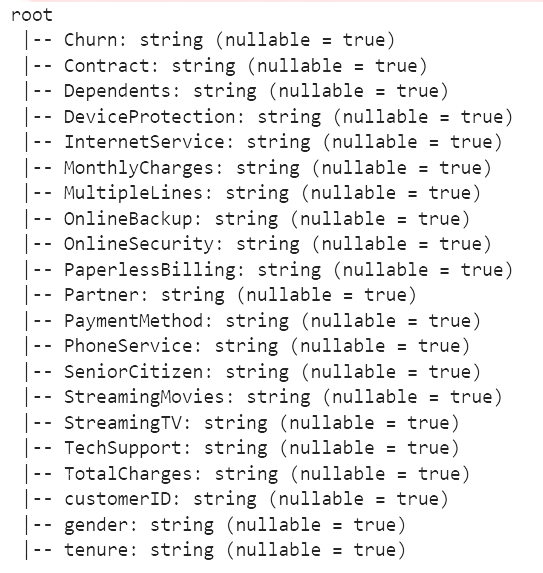 root
 |-- Churn: string (nullable = true)
 |-- Contract: string (nullable = true)
 |-- Dependents: string (nullable = true)
 |-- DeviceProtection: string (nullable = true)
 |-- InternetService: string (nullable = true)
 |-- MonthlyCharges: string (nullable = true)
 |-- MultipleLines: string (nullable = true)
 |-- OnlineBackup: string (nullable = true)
 |-- OnlineSecurity: string (nullable = true)
 |-- PaperlessBilling: string (nullable = true)
 |-- Partner: string (nullable = true)
 |-- PaymentMethod: string (nullable = true)
 |-- PhoneService: string (nullable = true)
 |-- SeniorCitizen: string (nullable = true)
 |-- StreamingMovies: string (nullable = true)
 |-- StreamingTV: string (nullable = true)
 |-- TechSupport: string (nullable = true)
 |-- TotalCharges: string (nullable = true)
 |-- customerID: string (nullable = true)
 |-- gender: string (nullable = true)
 |-- tenure: string (nullable = true)